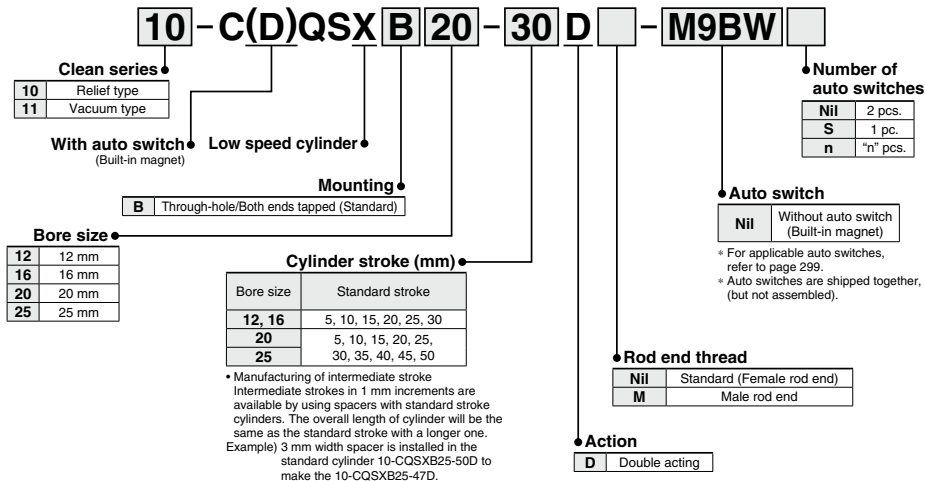 10 - C(D)QSX B 20 - 30 D - M9BW
Clean series
10 Relief type
11 Vacuum type
With auto switch
(Built-in magnet)
Low speed cylinder
Mounting
B Through-hole/Both ends tapped (Standard)
Bore size
12 12 mm
16 16 mm
20 20 mm
25 25 mm
Cylinder stroke (mm)
Bore size Standard stroke
12, 16 5, 10, 15, 20, 25, 30
20 5, 10, 15, 20, 25,
25 30, 35, 40, 45, 50
• Manufacturing of intermediate stroke
Intermediate strokes in 1 mm increments are
available by using spacers with standard stroke
cylinders. The overall length of cylinder will be the
same as the standard stroke with a longer one.
Example) 3 mm width spacer is installed in the
standard cylinder 10-CQSXB25-50D to
make the 10-CQSXB25-47D.
Number of
auto switches
Nil 2 pcs.
S 1 pc.
n "n" pcs.
Auto switch
Nil Without auto switch
(Built-in magnet)
∗ For applicable auto switches,
refer to page 299.
∗ Auto switches are shipped together,
(but not assembled).
Rod end thread
Nil Standard (Female rod end)
M Male rod end
Action
D Double acting